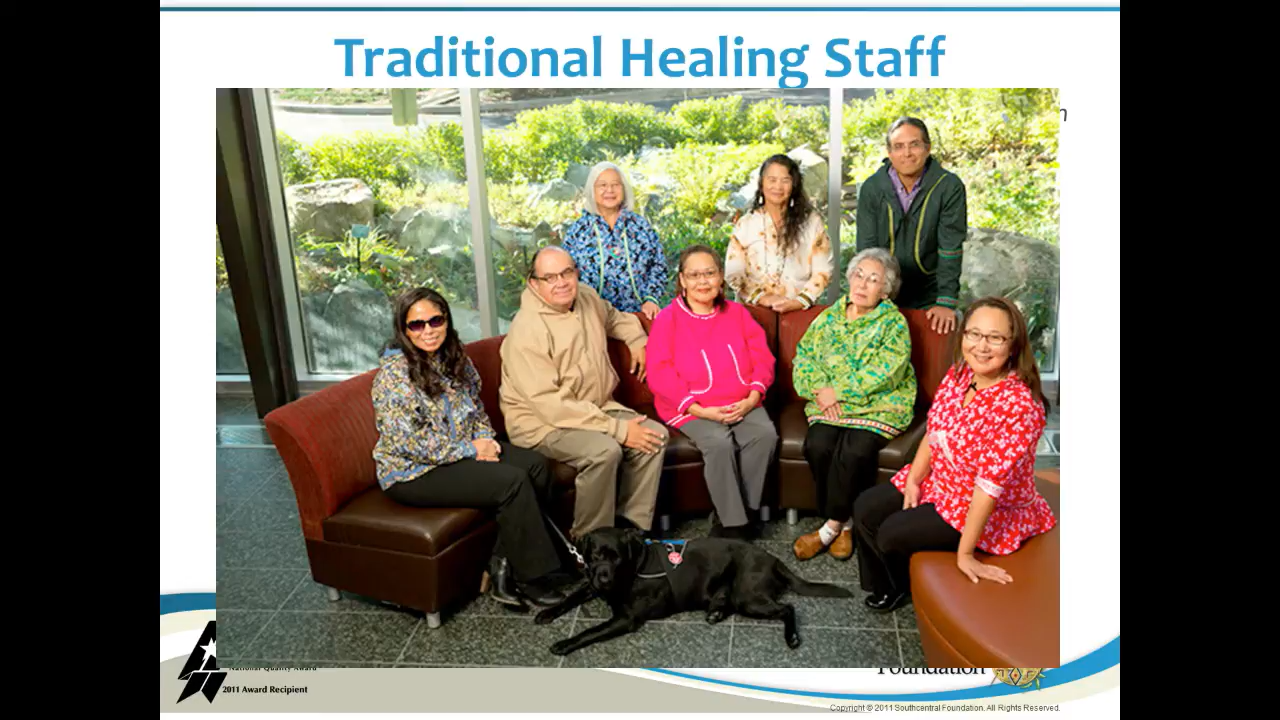 Traditional Healing Staff
National Quality Award
2011 Award Recipient
Foundation
Copyright © 2011 Southcentral Foundation. All Rights Reserved.